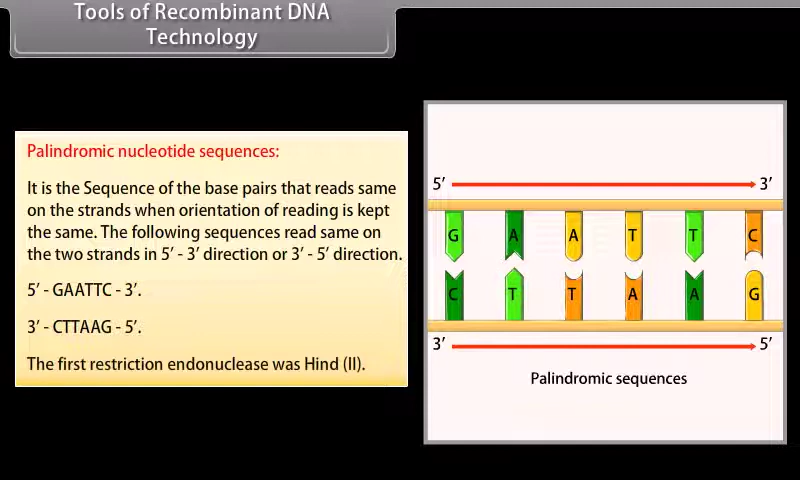 Tools of Recombinant DNA
Technology
Palindromic nucleotide sequences:
It is the Sequence of the base pairs that reads same
on the strands when orientation of reading is kept
the same. The following sequences read same on
the two strands in 5′ - 3′ direction or 3′ - 5′ direction.
5′ - GAATTC - 3′.
3′ - CTTAAG - 5′.
The first restriction endonuclease was Hind (II).
5′ 3′
G A A T T C
C T T A A G
3′ 5′
Palindromic sequences